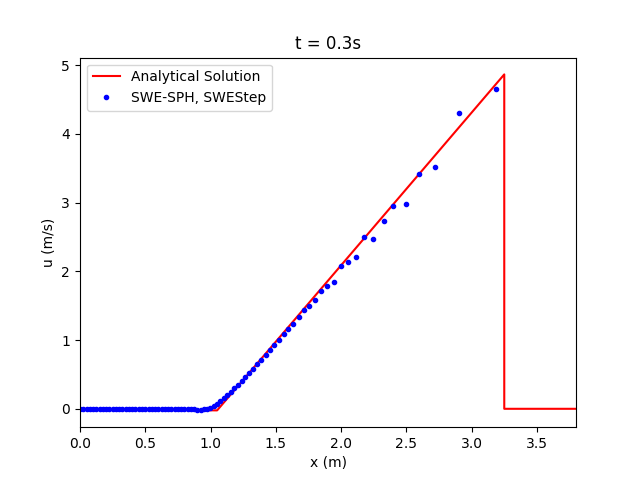 t = 0.3s
Analytical Solution
SWE-SPH, SWEStep
u (m/s)
5
4
3
2
1
0
0.0 0.5 1.0 1.5 2.0 2.5 3.0 3.5
x (m)